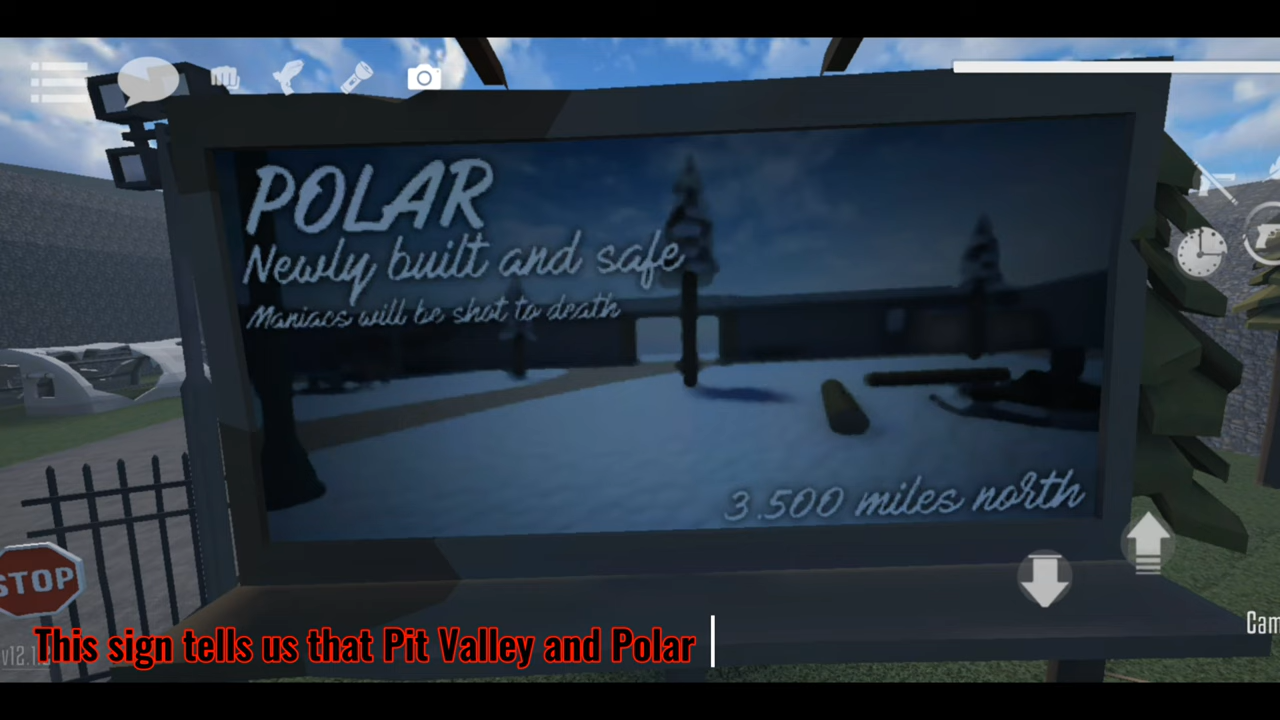 POLAR
Newly built and safe
Maniacs will be shot to death
3.500 miles north
STOP
This sign tells us that Pit Valley and Polar
Cam